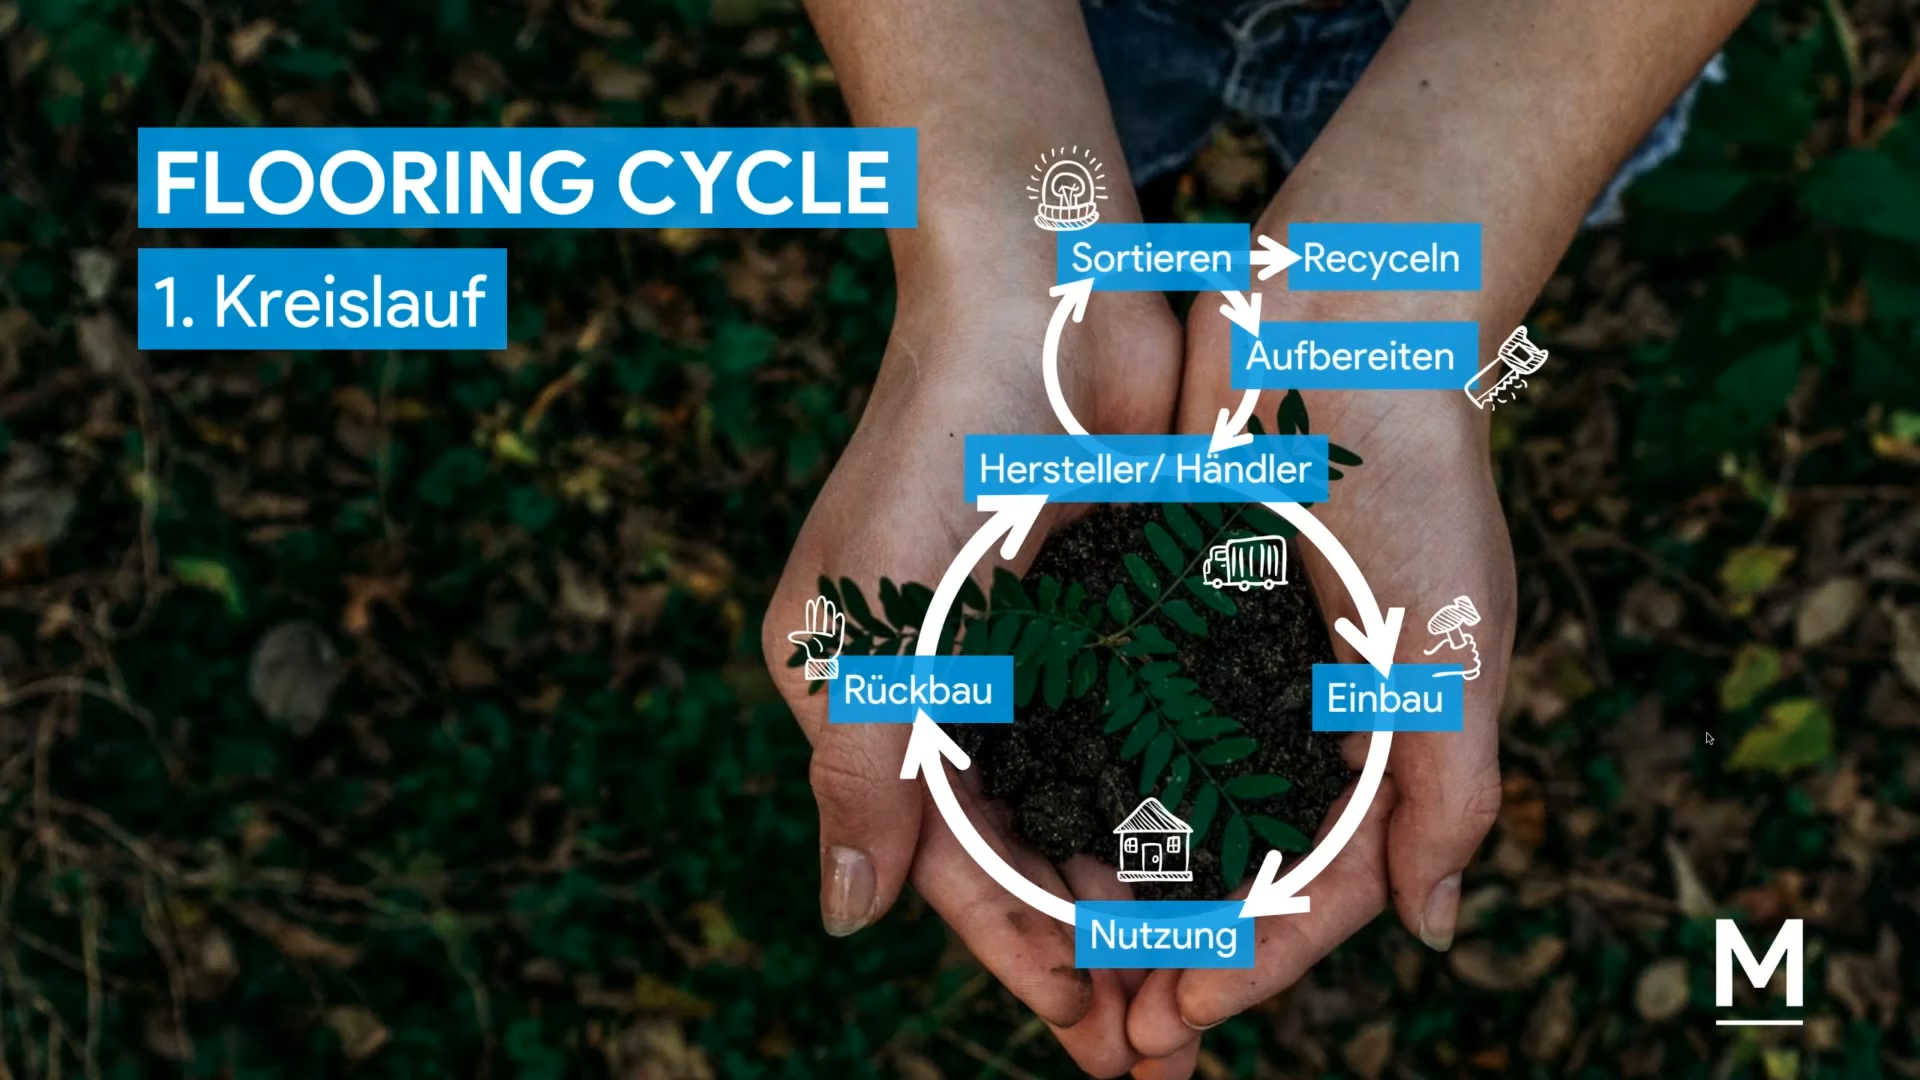 FLOORING CYCLE
1. Kreislauf
Sortieren
Recyceln
Aufbereiten
Hersteller/ Händler
Rückbau
Einbau
Nutzung
M